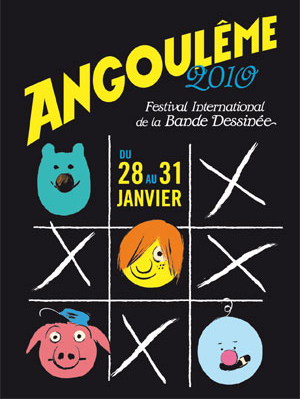 ANGOULÊME
2010
Festival International
de la Bande Dessinée
DU
28 AU 31
JANVIER